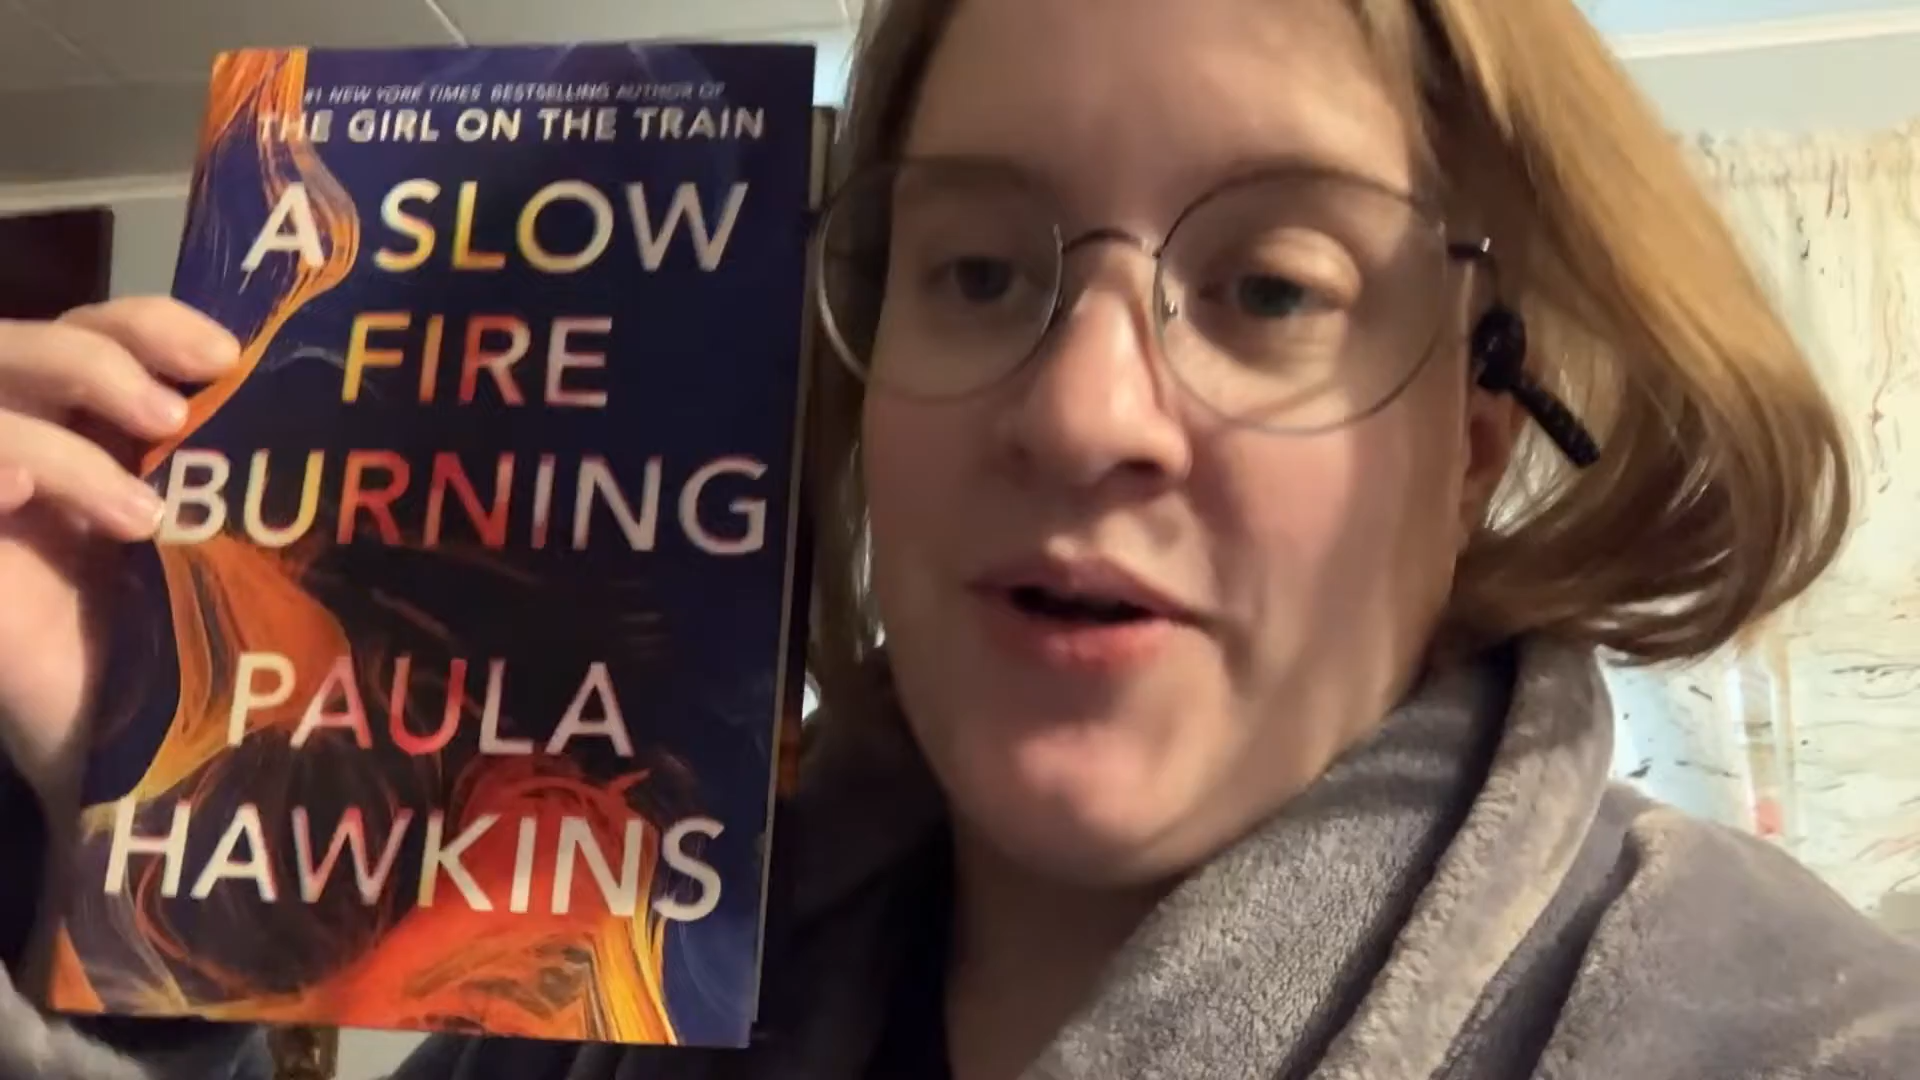 #1 NEW YORK TIMES BESTSELLING AUTHOR OF
THE GIRL ON THE TRAIN
A SLOW
FIRE
BURNING
PAULA
HAWKINS